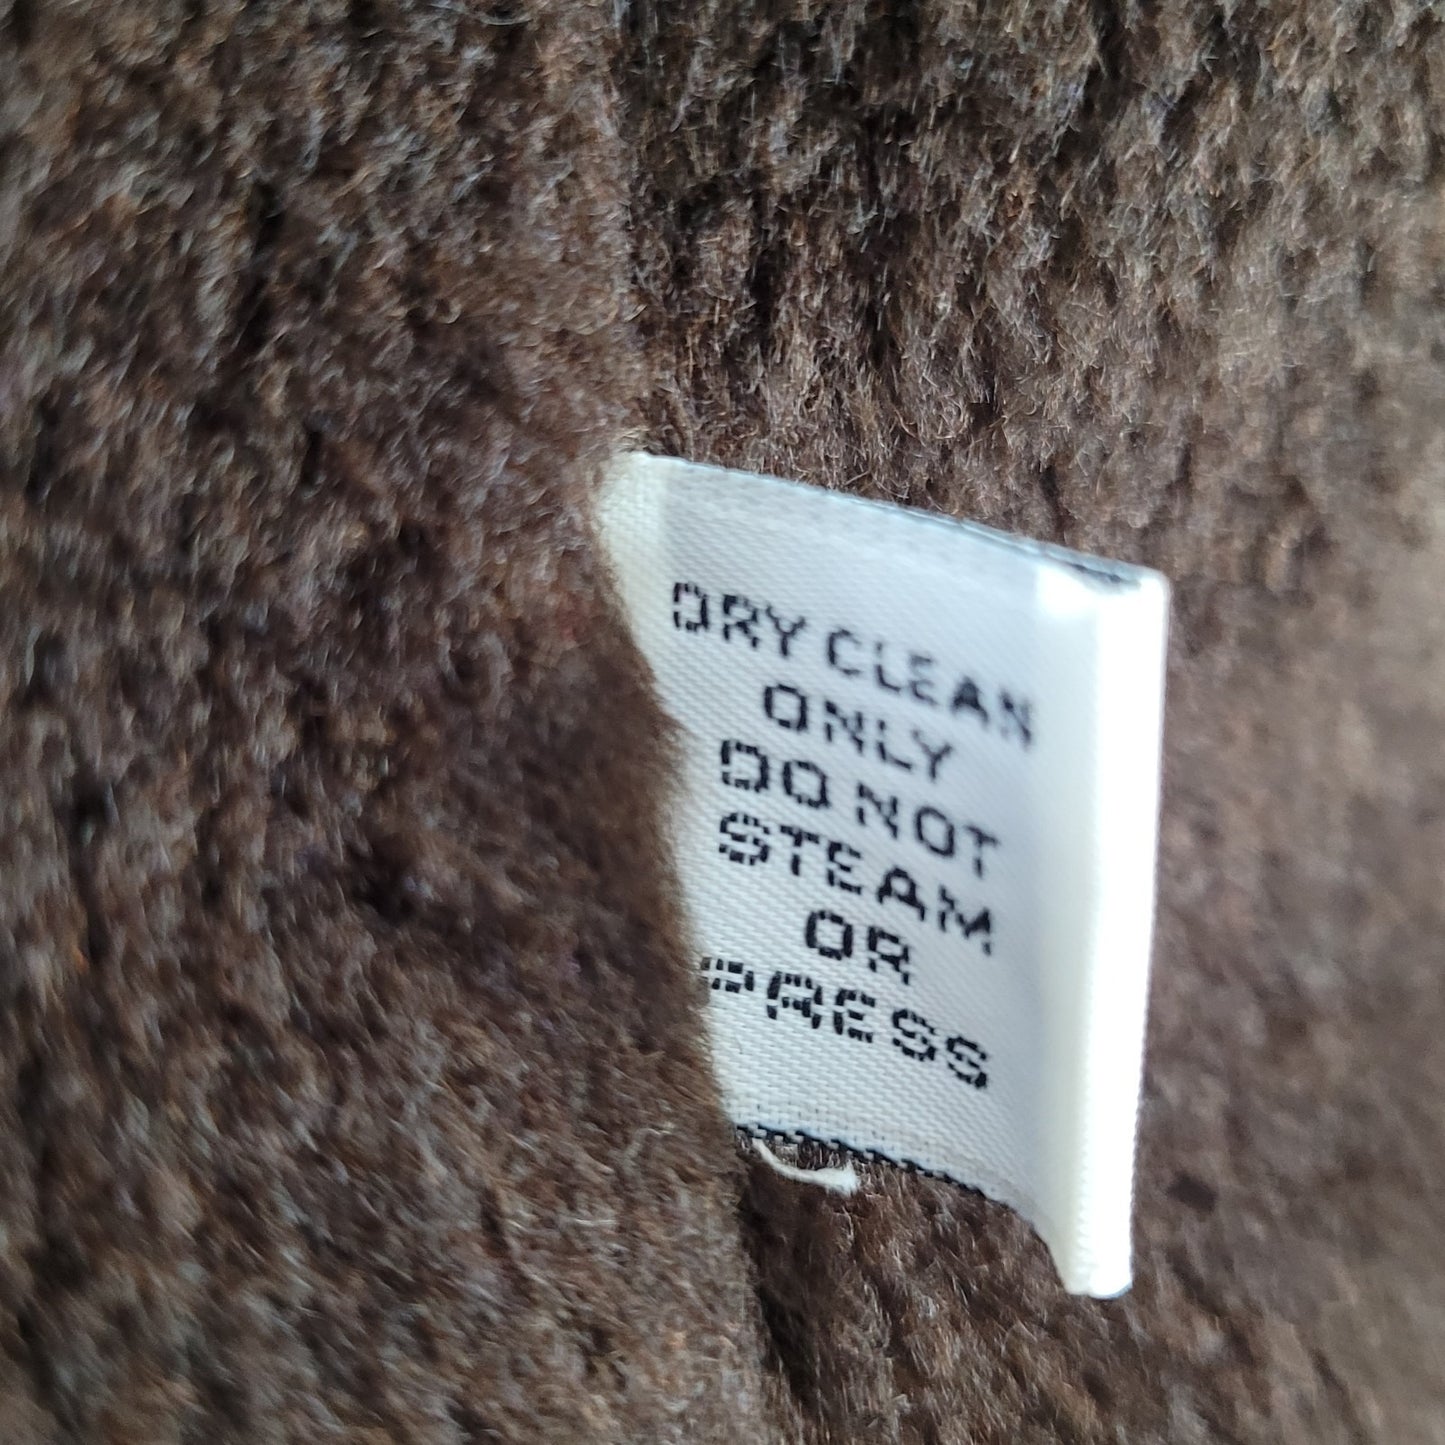 DRY CLEAN
ONLY
DO NOT
STEAM
OR
PRESS